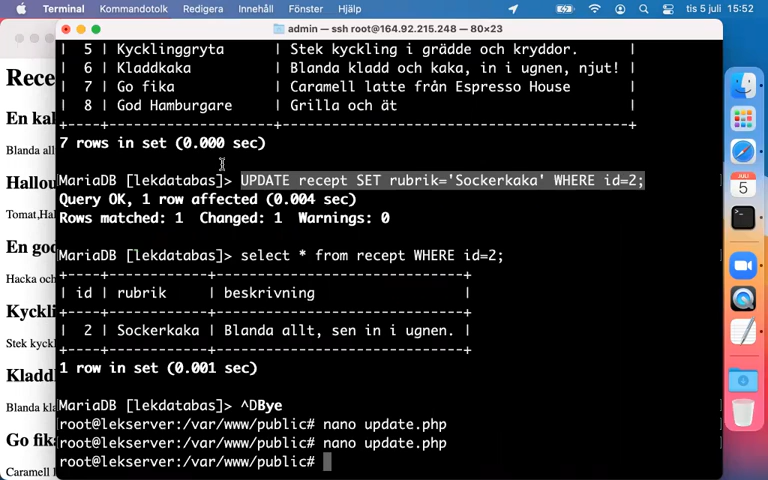 Terminal Kommandotolk Redigera Innehåll Fönster Hjälp tis 5 juli 15:52
admin — ssh root@164.92.215.248 — 80×23
Rece
En kal
Blanda all
Hallou
Tomat,Hal
En goo
Hacka och
Kyckli
Stek kyckl
Kladdk
Blanda kla
Go fika
Caramell l
| 5 | Kycklinggryta | Stek kyckling i grädde och kryddor. |
| 6 | Kladdkaka | Blanda kladd och kaka, in i ugnen, njut! |
| 7 | Go fika | Caramell latte från Espresso House |
| 8 | God Hamburgare | Grilla och ät |
+----+----------------+------------------------------------------+
7 rows in set (0.000 sec)
MariaDB [lekdatabas]> UPDATE recept SET rubrik='Sockerkaka' WHERE id=2;
Query OK, 1 row affected (0.004 sec)
Rows matched: 1 Changed: 1 Warnings: 0
MariaDB [lekdatabas]> select * from recept WHERE id=2;
+----+------------+-----------------------------+
| id | rubrik | beskrivning |
+----+------------+-----------------------------+
| 2 | Sockerkaka | Blanda allt, sen in i ugnen. |
+----+------------+-----------------------------+
1 row in set (0.001 sec)
MariaDB [lekdatabas]> ^DBye
root@lekserver:/var/www/public# nano update.php
root@lekserver:/var/www/public# nano update.php
root@lekserver:/var/www/public#
JULI
5